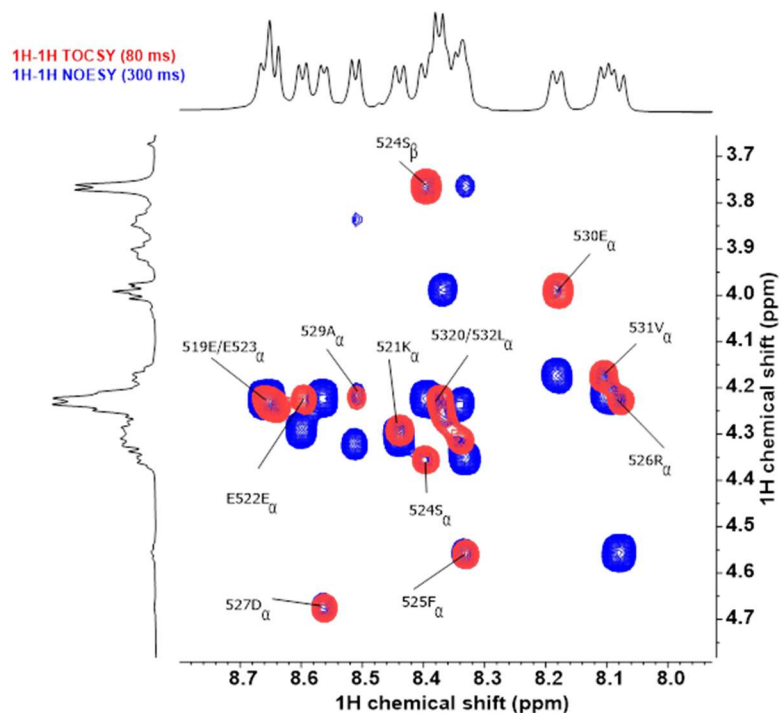 1H-1H TOCSY (80 ms)
1H-1H NOESY (300 ms)
524Sβ
530Eα
529Aα
519E/E523α
521Kα
5320/532Lα
531Vα
E522Eα
526Rα
524Sα
525Fα
527Dα
3.7
3.8
3.9
4.0
4.1
4.2
4.3
4.4
4.5
4.6
4.7
1H chemical shift (ppm)
8.7 8.6 8.5 8.4 8.3 8.2 8.1 8.0
1H chemical shift (ppm)